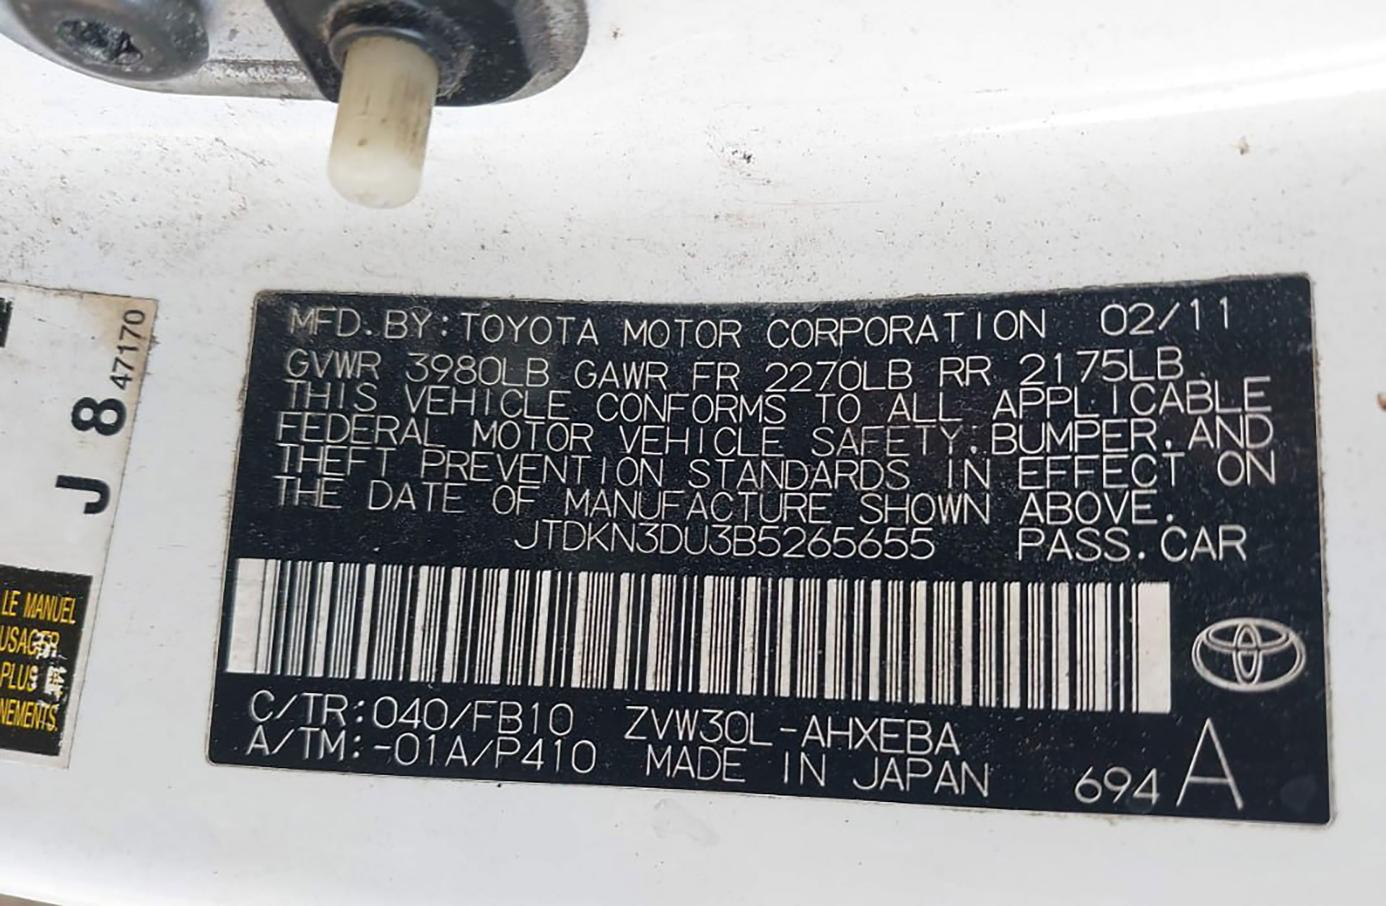 MFD.BY:TOYOTA MOTOR CORPORATION 02/11
GVWR 3980LB GAWR FR 2270LB RR 2175LB
THIS VEHICLE CONFORMS TO ALL APPLICABLE
FEDERAL MOTOR VEHICLE SAFETY, BUMPER, AND
THEFT PREVENTION STANDARDS IN EFFECT ON
THE DATE OF MANUFACTURE SHOWN ABOVE.
JTDKN3DU3B5265655 PASS.CAR
C/TR:040/FB10 ZVW30L-AHXEBA
A/TM:-01A/P410 MADE IN JAPAN
694 A
J 8 47170
LE MANUEL
USAGER
PLUS
NEMENTS.